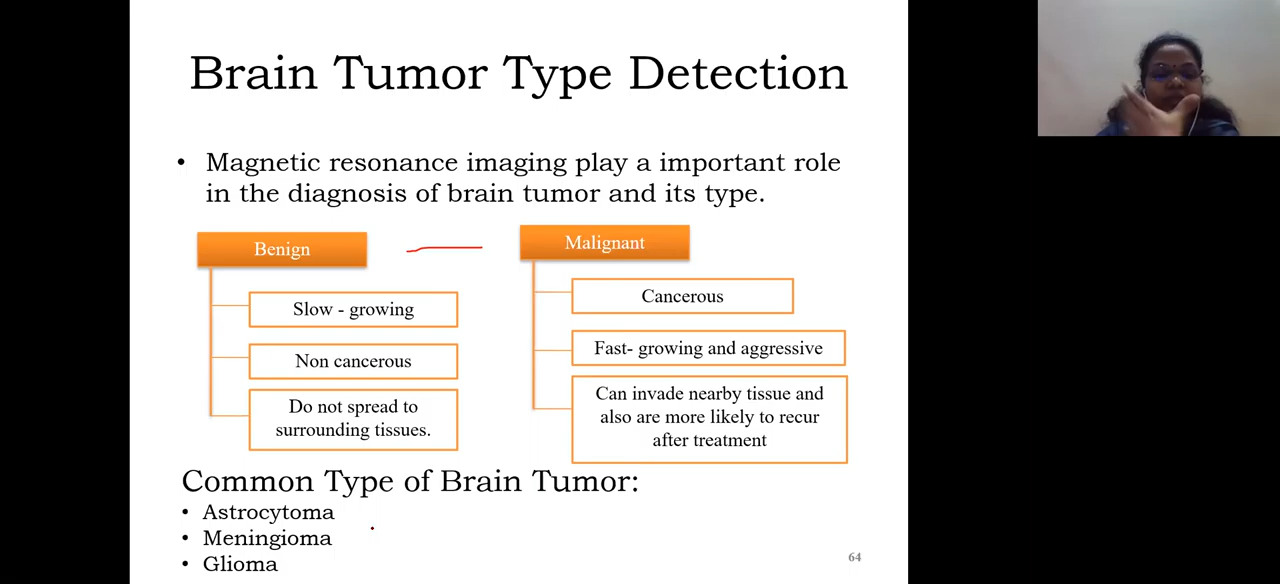 Brain Tumor Type Detection
• Magnetic resonance imaging play a important role
in the diagnosis of brain tumor and its type.
Benign
Slow - growing
Non cancerous
Do not spread to
surrounding tissues.
Malignant
Cancerous
Fast- growing and aggressive
Can invade nearby tissue and
also are more likely to recur
after treatment
Common Type of Brain Tumor:
• Astrocytoma
• Meningioma
• Glioma
64